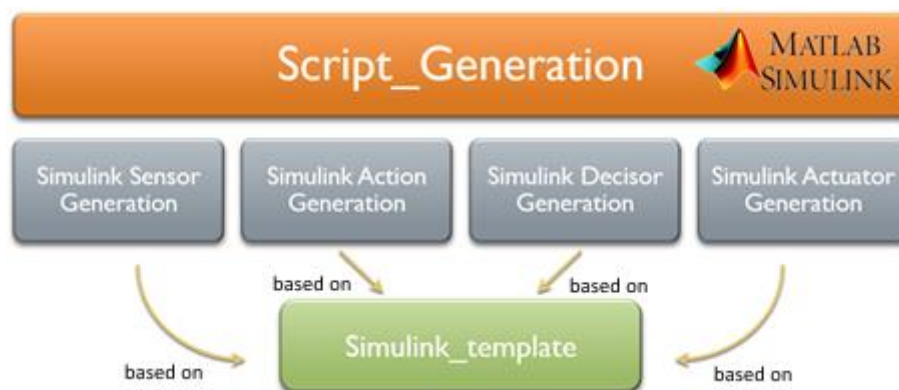 Script_Generation
MATLAB
SIMULINK
Simulink Sensor
Generation
Simulink Action
Generation
Simulink Decisor
Generation
Simulink Actuator
Generation
based on
based on
Simulink_template
based on
based on